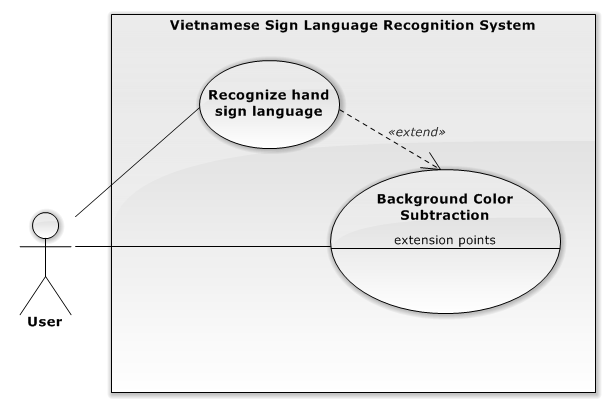 Vietnamese Sign Language Recognition System
Recognize hand
sign language
«extend»
Background Color
Subtraction
extension points
User